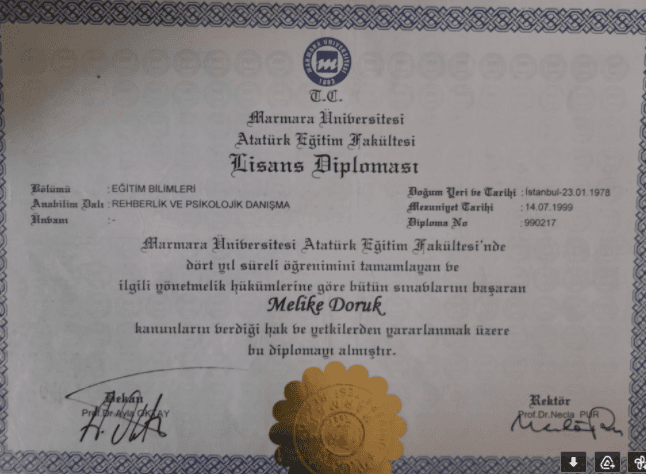 MARMARA ÜNİVERSİTESİ
1883
T.C.
Marmara Üniversitesi
Atatürk Eğitim Fakültesi
Lisans Diploması
Bölümü : EĞİTİM BİLİMLERİ
Anabilim Dalı : REHBERLİK VE PSİKOLOJİK DANIŞMA
Ünvanı : -
Doğum Yeri ve Tarihi : İstanbul-23.01.1978
Mezuniyet Tarihi : 14.07.1999
Diploma No : 990217
Marmara Üniversitesi Atatürk Eğitim Fakültesi'nde
dört yıl süreli öğrenimini tamamlayan ve
ilgili yönetmelik hükümlerine göre bütün sınavlarını başaran
Melike Doruk
kanunların verdiği hak ve yetkilerden yararlanmak üzere
bu diplomayı almıştır.
Dekan
Prof.Dr.Ayla OKTAY
Rektör
Prof.Dr.Necla PUR